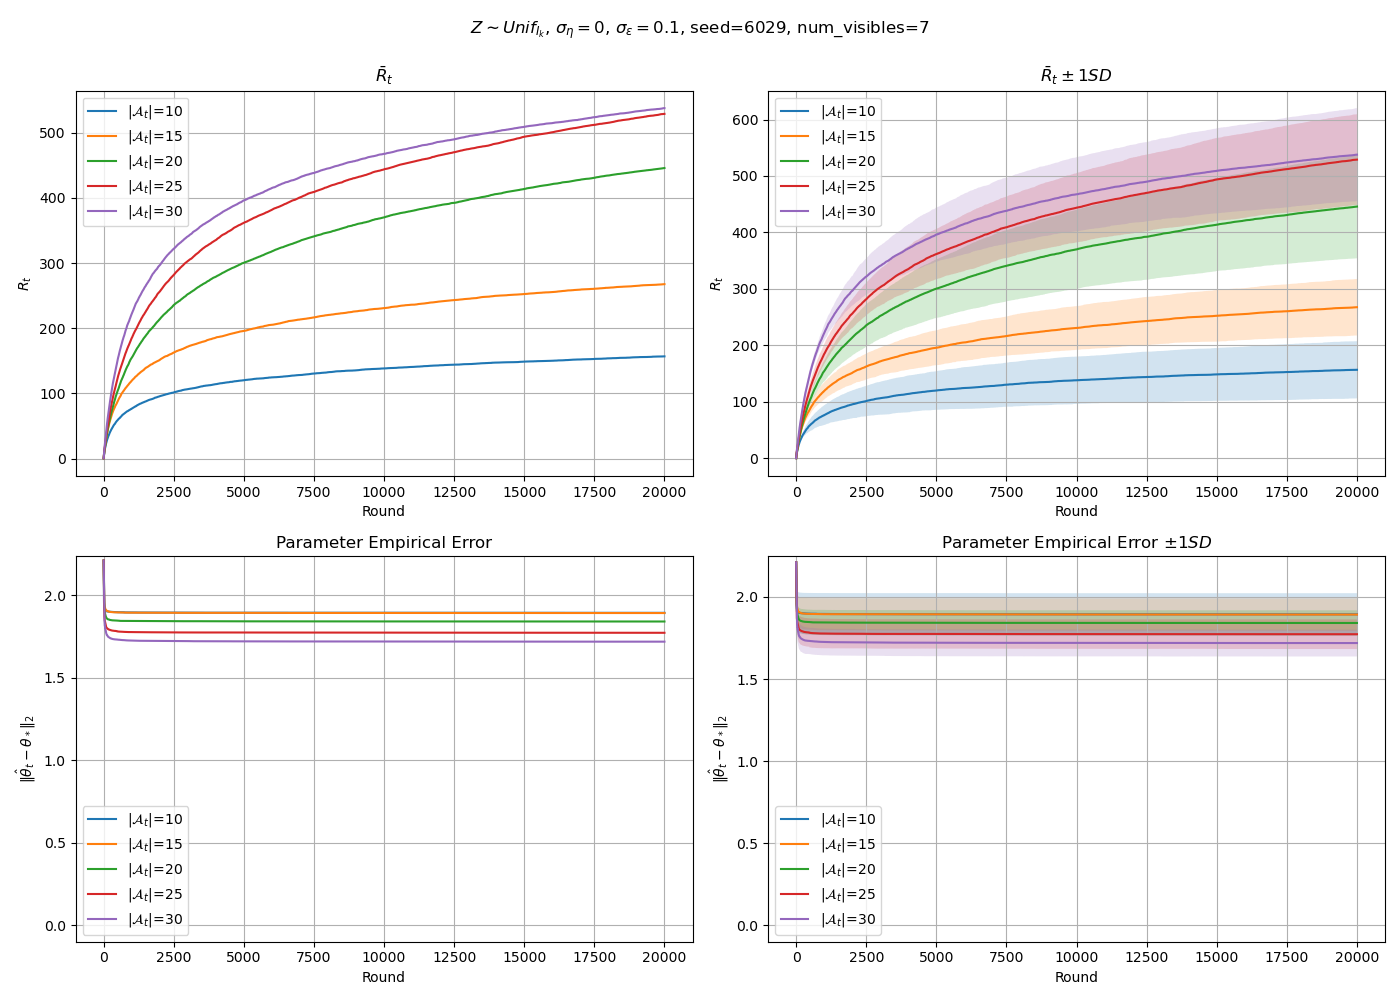 Z ∼ Unif_{I_k}, σ_η = 0, σ_ε = 0.1, seed=6029, num_visibles=7
R̄_t
R_t
500
400
300
200
100
0
|𝒜_t|=10
|𝒜_t|=15
|𝒜_t|=20
|𝒜_t|=25
|𝒜_t|=30
0 2500 5000 7500 10000 12500 15000 17500 20000
Round
R̄_t ± 1SD
R_t
600
500
400
300
200
100
0
|𝒜_t|=10
|𝒜_t|=15
|𝒜_t|=20
|𝒜_t|=25
|𝒜_t|=30
0 2500 5000 7500 10000 12500 15000 17500 20000
Round
Parameter Empirical Error
‖θ̂_t − θ_*‖_2
2.0
1.5
1.0
0.5
0.0
|𝒜_t|=10
|𝒜_t|=15
|𝒜_t|=20
|𝒜_t|=25
|𝒜_t|=30
0 2500 5000 7500 10000 12500 15000 17500 20000
Round
Parameter Empirical Error ±1SD
‖θ̂_t − θ_*‖_2
2.0
1.5
1.0
0.5
0.0
|𝒜_t|=10
|𝒜_t|=15
|𝒜_t|=20
|𝒜_t|=25
|𝒜_t|=30
0 2500 5000 7500 10000 12500 15000 17500 20000
Round